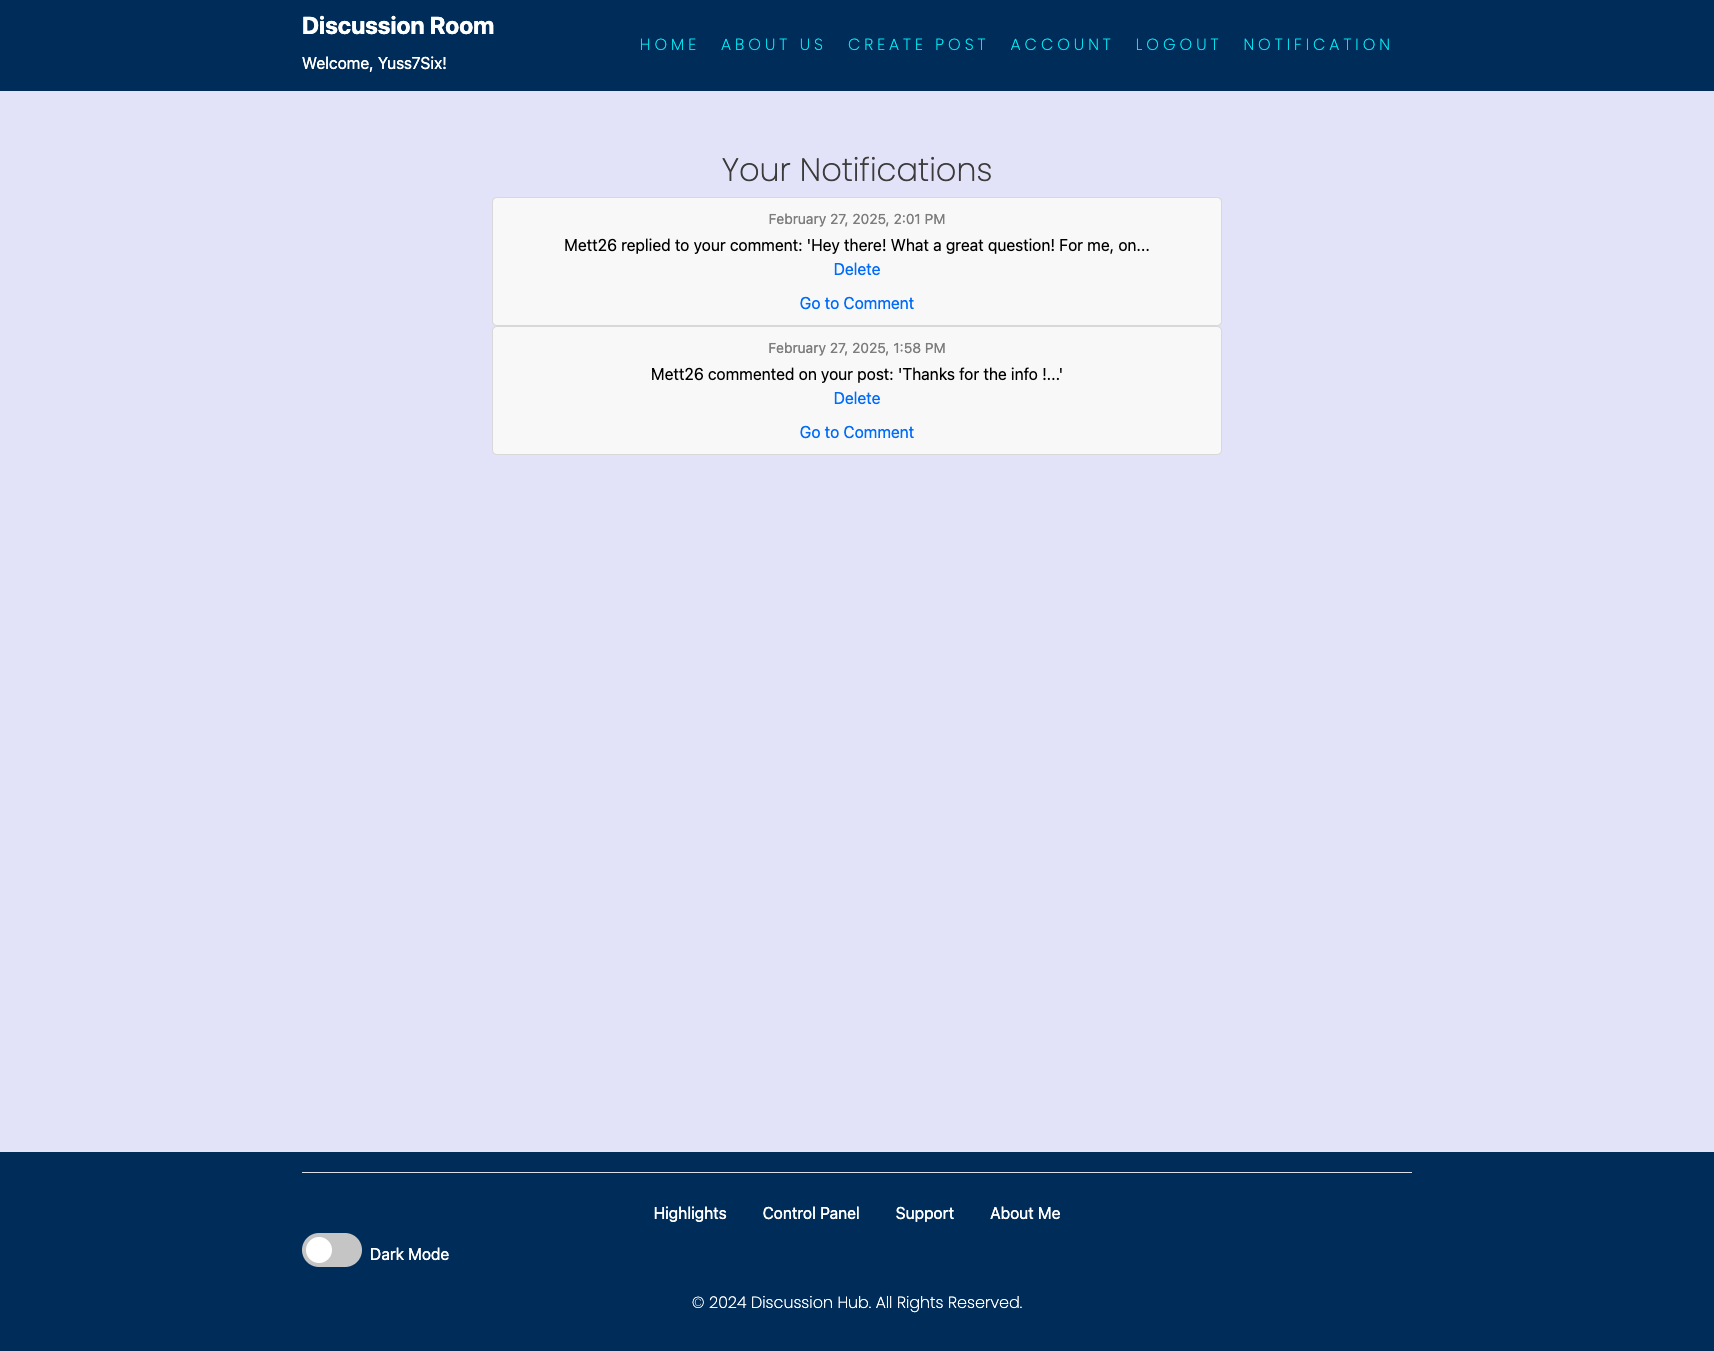 Discussion Room
Welcome, Yuss7Six!
HOME ABOUT US CREATE POST ACCOUNT LOGOUT NOTIFICATION
Your Notifications
February 27, 2025, 2:01 PM
Mett26 replied to your comment: 'Hey there! What a great question! For me, on...
Delete
Go to Comment
February 27, 2025, 1:58 PM
Mett26 commented on your post: 'Thanks for the info !...'
Delete
Go to Comment
Highlights Control Panel Support About Me
Dark Mode
© 2024 Discussion Hub. All Rights Reserved.